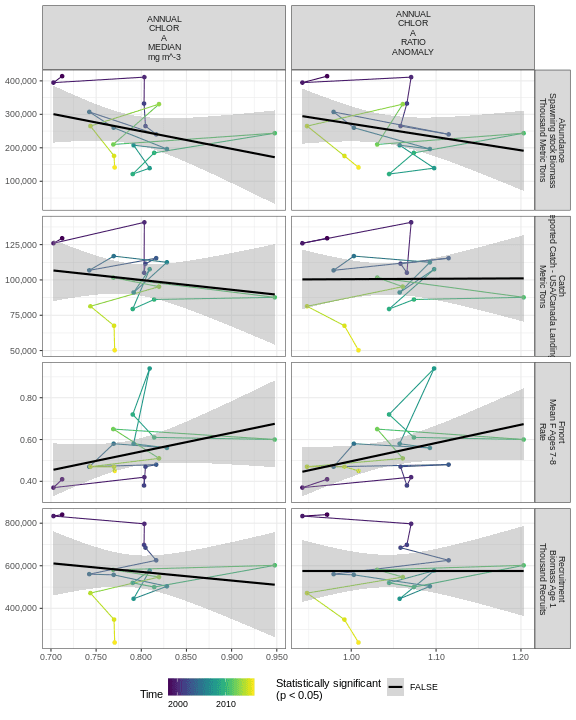 ANNUAL
CHLOR
A
MEDIAN
mg m^-3
ANNUAL
CHLOR
A
RATIO
ANOMALY
400,000
300,000
200,000
100,000
Abundance
Spawning stock Biomass
Thousand Metric Tons
125,000
100,000
75,000
50,000
Catch
eported Catch - USA/Canada Landing
Metric Tons
0.80
0.60
0.40
Fmort
Mean F Ages 7-8
Rate
800,000
600,000
400,000
Recruitment
Biomass Age 1
Thousand Recruits
0.700 0.750 0.800 0.850 0.900 0.950 1.00 1.10 1.20
Time
2000 2010
Statistically significant
(p < 0.05)
FALSE